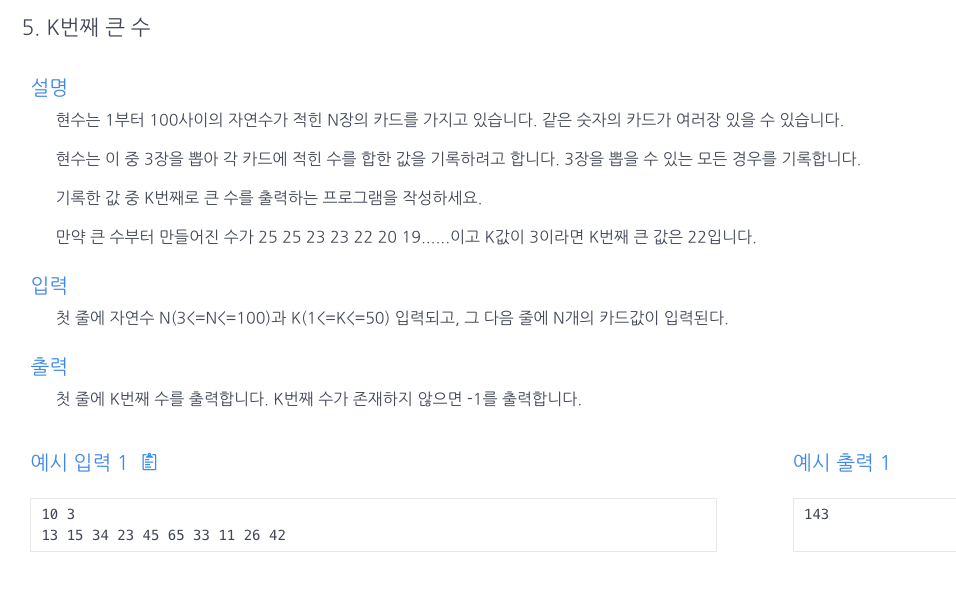 5. K번째 큰 수
설명
현수는 1부터 100사이의 자연수가 적힌 N장의 카드를 가지고 있습니다. 같은 숫자의 카드가 여러장 있을 수 있습니다.
현수는 이 중 3장을 뽑아 각 카드에 적힌 수를 합한 값을 기록하려고 합니다. 3장을 뽑을 수 있는 모든 경우를 기록합니다.
기록한 값 중 K번째로 큰 수를 출력하는 프로그램을 작성하세요.
만약 큰 수부터 만들어진 수가 25 25 23 23 22 20 19......이고 K값이 3이라면 K번째 큰 값은 22입니다.
입력
첫 줄에 자연수 N(3<=N<=100)과 K(1<=K<=50) 입력되고, 그 다음 줄에 N개의 카드값이 입력된다.
출력
첫 줄에 K번째 수를 출력합니다. K번째 수가 존재하지 않으면 -1를 출력합니다.
예시 입력 1
10 3
13 15 34 23 45 65 33 11 26 42
예시 출력 1
143